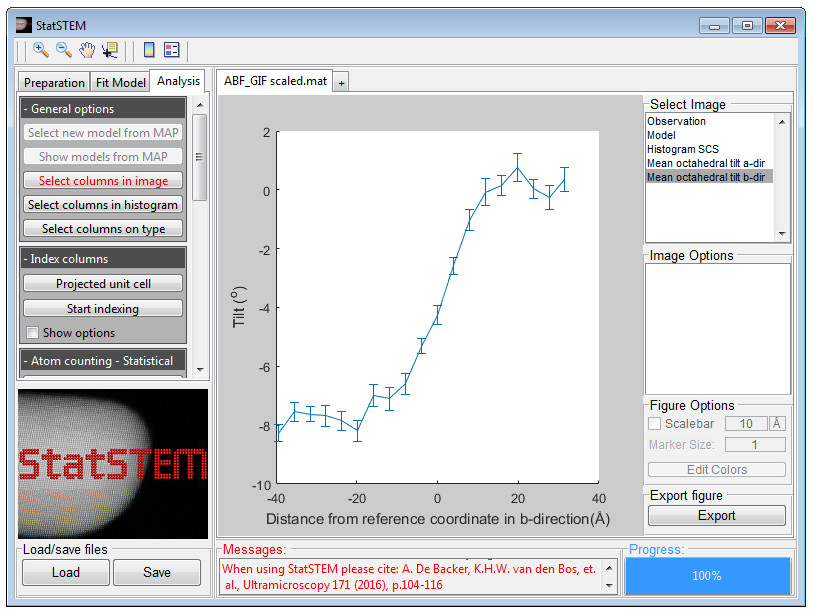 StatSTEM
Preparation
Fit Model
Analysis
ABF_GIF scaled.mat
+
- General options
Select new model from MAP
Show models from MAP
Select columns in image
Select columns in histogram
Select columns on type
- Index columns
Projected unit cell
Start indexing
Show options
- Atom counting - Statistical
StatSTEM
Load/save files
Load
Save
2
0
-2
-4
-6
-8
-10
Tilt (°)
-40
-20
0
20
40
Distance from reference coordinate in b-direction(Å)
Select Image
Observation
Model
Histogram SCS
Mean octahedral tilt a-dir
Mean octahedral tilt b-dir
Image Options
Figure Options
Scalebar
10
Å
Marker Size:
1
Edit Colors
Export figure
Export
Messages:
When using StatSTEM please cite: A. De Backer, K.H.W. van den Bos, et.
al., Ultramicroscopy 171 (2016), p.104-116
Progress:
100%